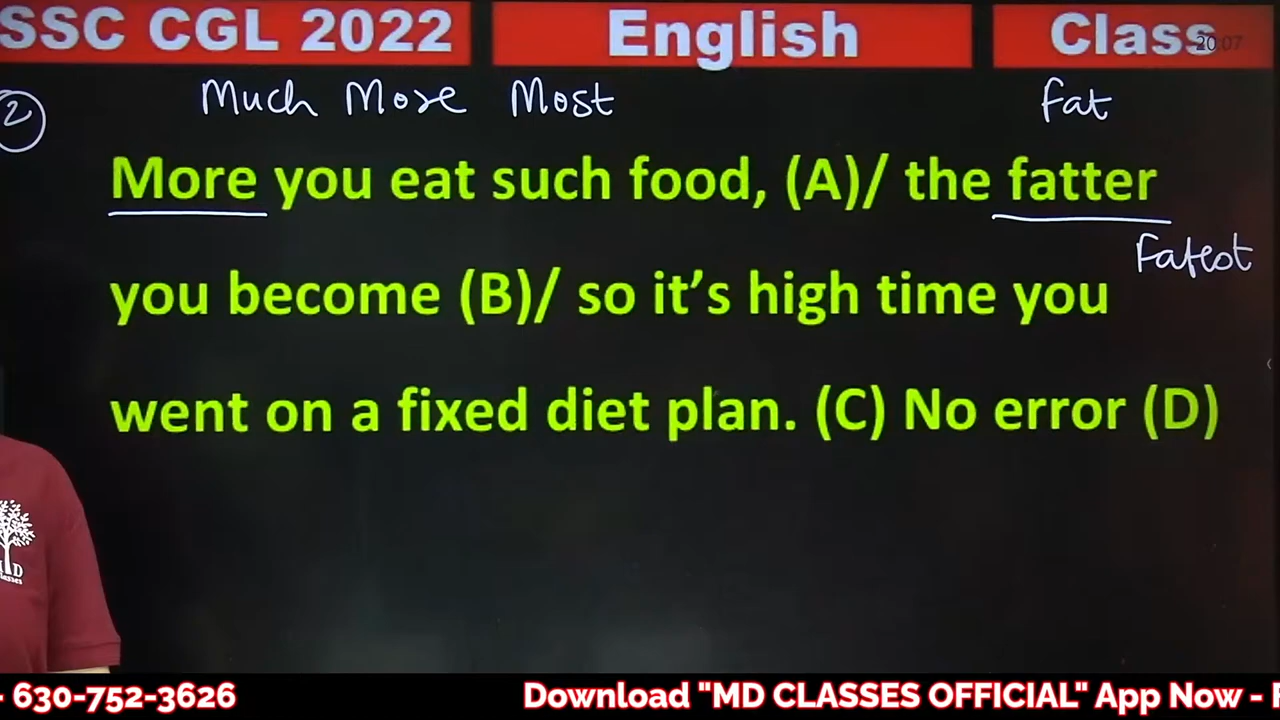 SSC CGL 2022 English Class
20:07
2
Much More Most Fat
More you eat such food, (A)/ the fatter
Fatest
you become (B)/ so it's high time you
went on a fixed diet plan. (C) No error (D)
D
- 630-752-3626 Download "MD CLASSES OFFICIAL" App Now - F